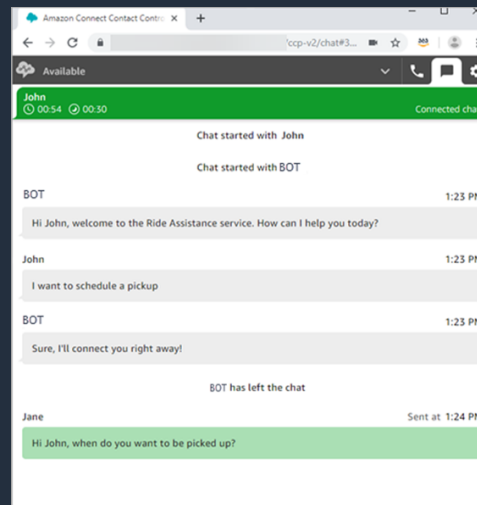 Amazon Connect Contact Contro
/ccp-v2/chat#3...
Available
John
00:54 00:30
Connected cha
Chat started with John
Chat started with BOT
BOT
1:23 PM
Hi John, welcome to the Ride Assistance service. How can I help you today?
John
1:23 PM
I want to schedule a pickup
BOT
1:23 PM
Sure, I'll connect you right away!
BOT has left the chat
Jane
Sent at 1:24 PM
Hi John, when do you want to be picked up?